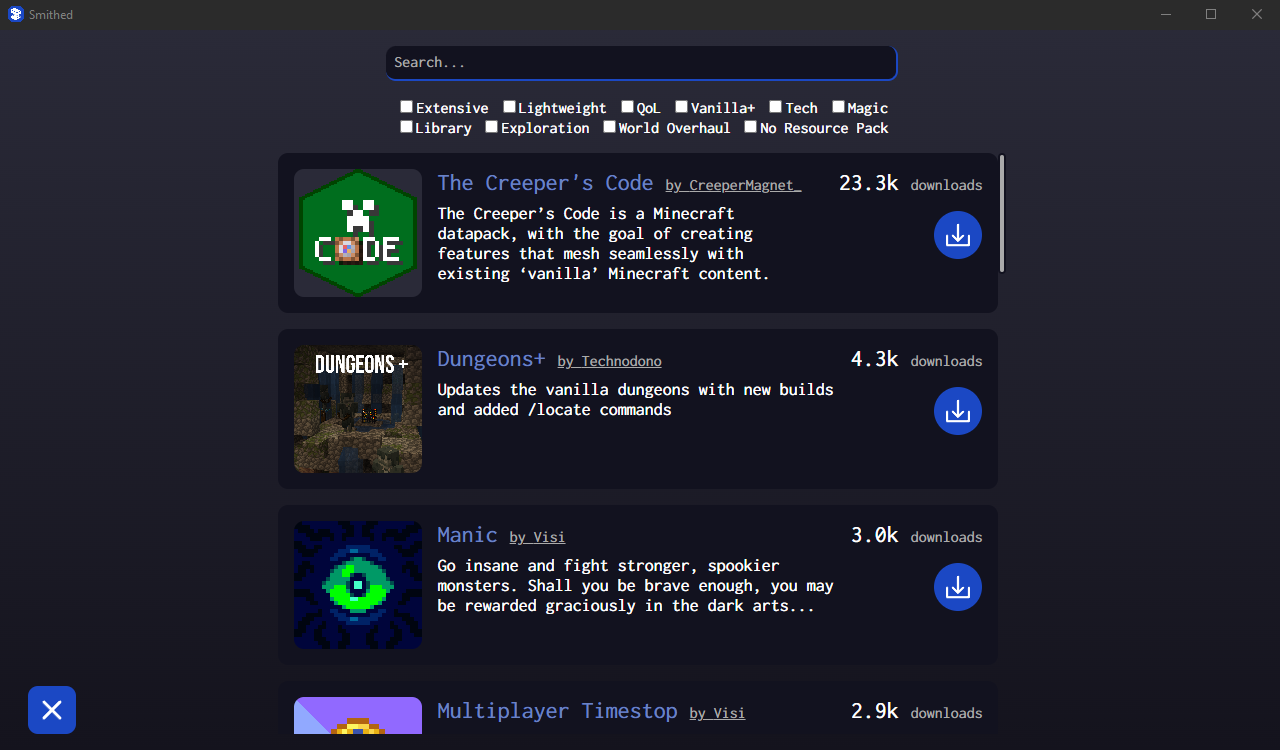 Smithed
Search...
Extensive Lightweight QoL Vanilla+ Tech Magic
Library Exploration World Overhaul No Resource Pack
The Creeper’s Code by CreeperMagnet_ 23.3k downloads
The Creeper’s Code is a Minecraft
datapack, with the goal of creating
features that mesh seamlessly with
existing ‘vanilla’ Minecraft content.
CODE
Dungeons+ by Technodono 4.3k downloads
Updates the vanilla dungeons with new builds
and added /locate commands
DUNGEONS +
Manic by Visi 3.0k downloads
Go insane and fight stronger, spookier
monsters. Shall you be brave enough, you may
be rewarded graciously in the dark arts...
Multiplayer Timestop by Visi 2.9k downloads